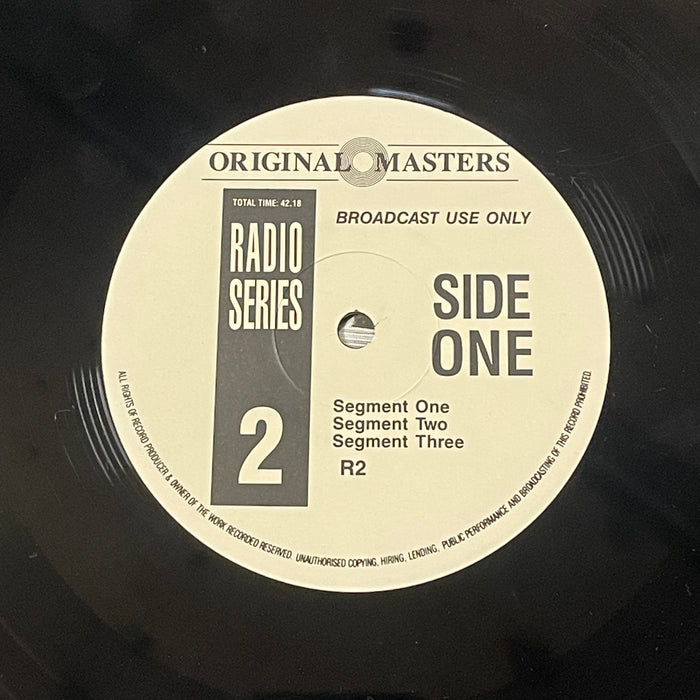 ORIGINAL MASTERS
TOTAL TIME: 42.18
BROADCAST USE ONLY
RADIO
SERIES
2
SIDE
ONE
Segment One
Segment Two
Segment Three
R2
ALL RIGHTS OF RECORD PRODUCER & OWNER OF THE WORK RECORDED RESERVED. UNAUTHORISED COPYING, HIRING, LENDING, PUBLIC PERFORMANCE AND BROADCASTING OF THIS RECORD PROHIBITED